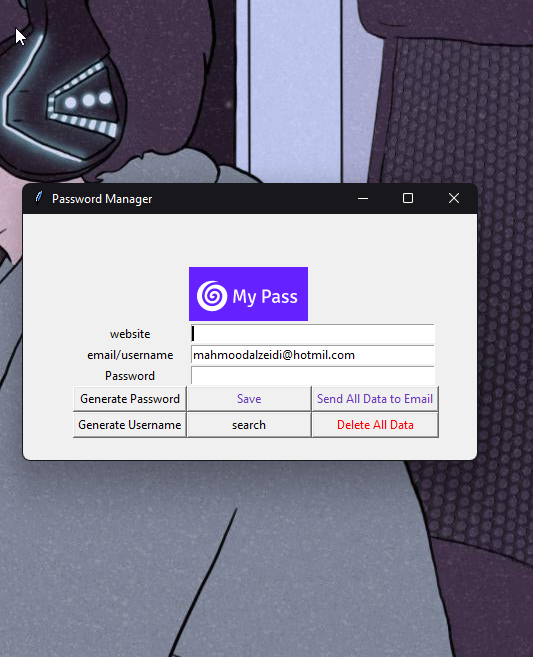 Password Manager
My Pass
website
email/username mahmoodalzeidi@hotmil.com
Password
Generate Password Save Send All Data to Email
Generate Username search Delete All Data